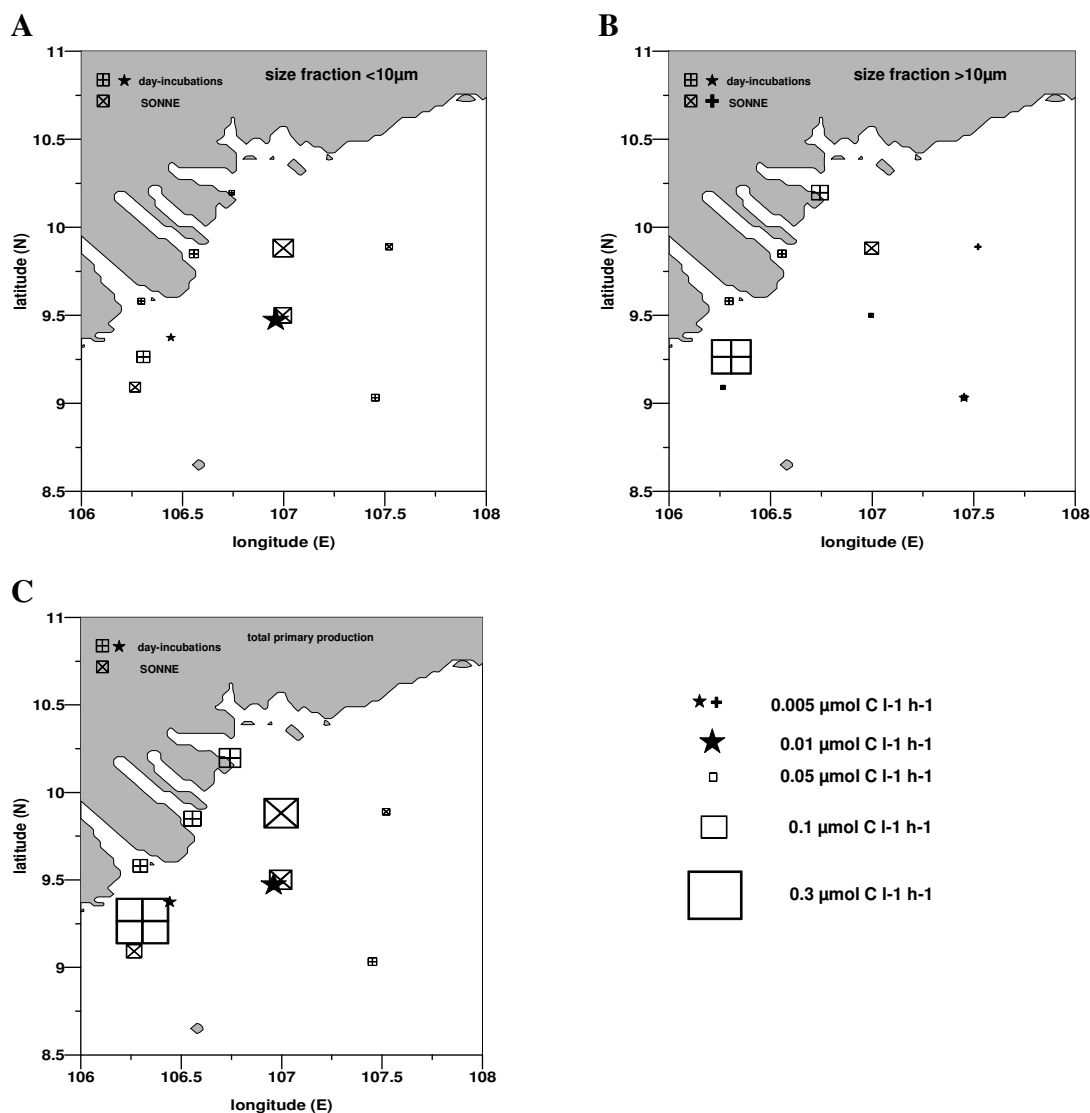 A
11
10.5
10
9.5
9
8.5
106
106.5
107
107.5
108
latitude (N)
longitude (E)
size fraction <10µm
day-incubations
SONNE
B
11
10.5
10
9.5
9
8.5
106
106.5
107
107.5
108
latitude (N)
longitude (E)
size fraction >10µm
day-incubations
SONNE
C
11
10.5
10
9.5
9
8.5
106
106.5
107
107.5
108
latitude (N)
longitude (E)
total primary production
day-incubations
SONNE
0.005 µmol C l-1 h-1
0.01 µmol C l-1 h-1
0.05 µmol C l-1 h-1
0.1 µmol C l-1 h-1
0.3 µmol C l-1 h-1